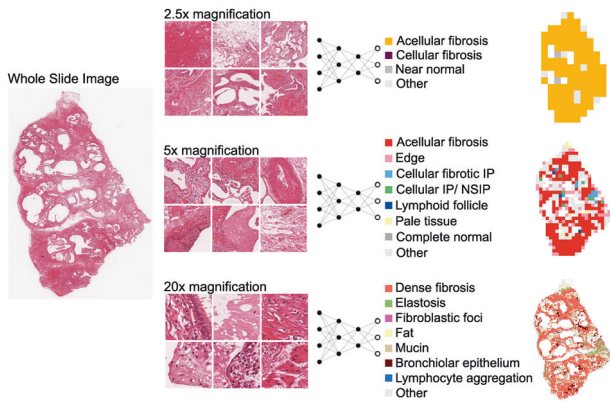 Whole Slide Image
2.5x magnification
Acellular fibrosis
Cellular fibrosis
Near normal
Other
5x magnification
Acellular fibrosis
Edge
Cellular fibrotic IP
Cellular IP/ NSIP
Lymphoid follicle
Pale tissue
Complete normal
Other
20x magnification
Dense fibrosis
Elastosis
Fibroblastic foci
Fat
Mucin
Bronchiolar epithelium
Lymphocyte aggregation
Other